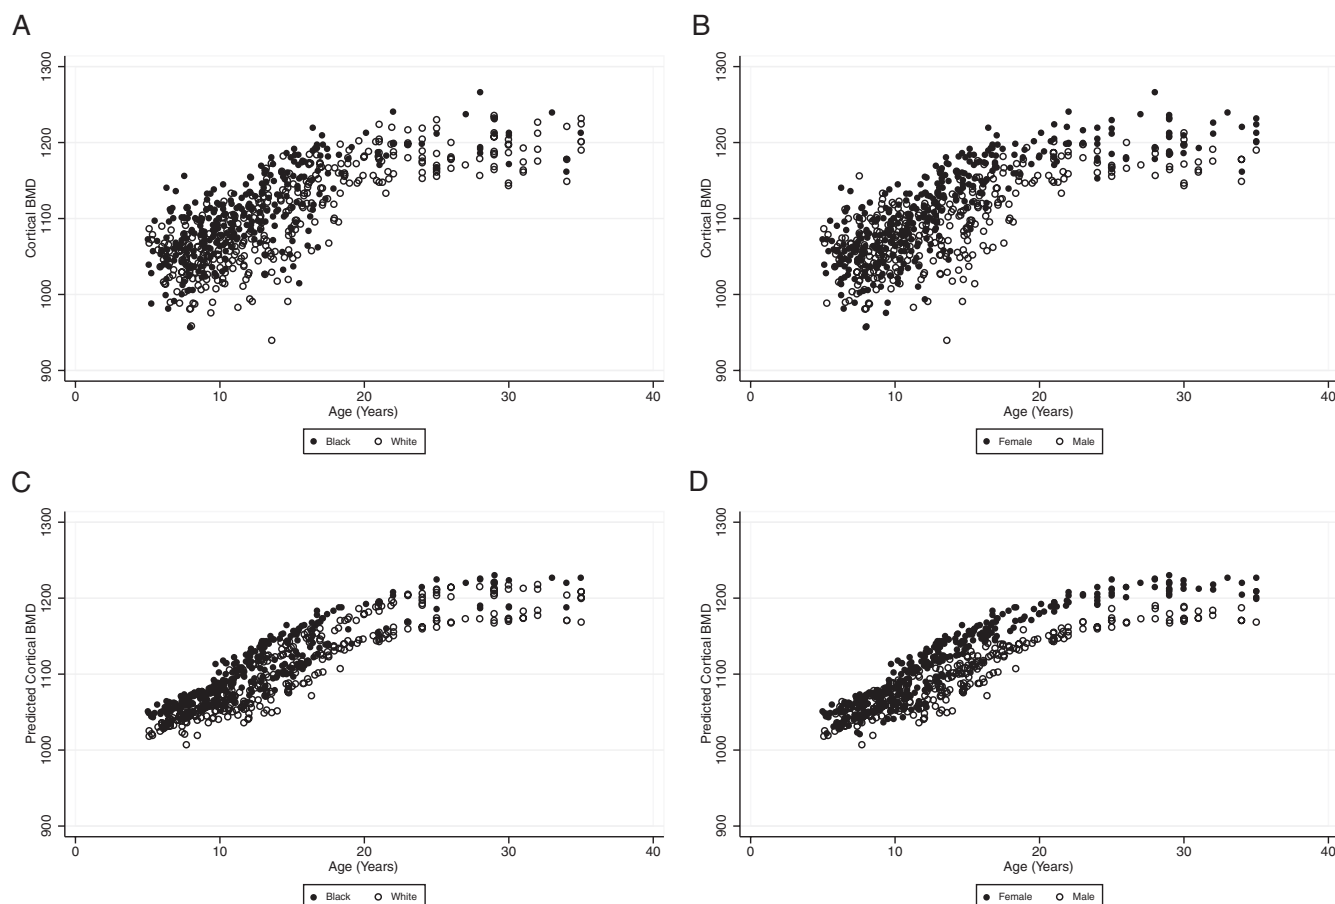 A
Cortical BMD
1300
1200
1100
1000
900
0 10 20 30 40
Age (Years)
Black White
B
Cortical BMD
1300
1200
1100
1000
900
0 10 20 30 40
Age (Years)
Female Male
C
Predicted Cortical BMD
1300
1200
1100
1000
900
0 10 20 30 40
Age (Years)
Black White
D
Predicted Cortical BMD
1300
1200
1100
1000
900
0 10 20 30 40
Age (Years)
Female Male